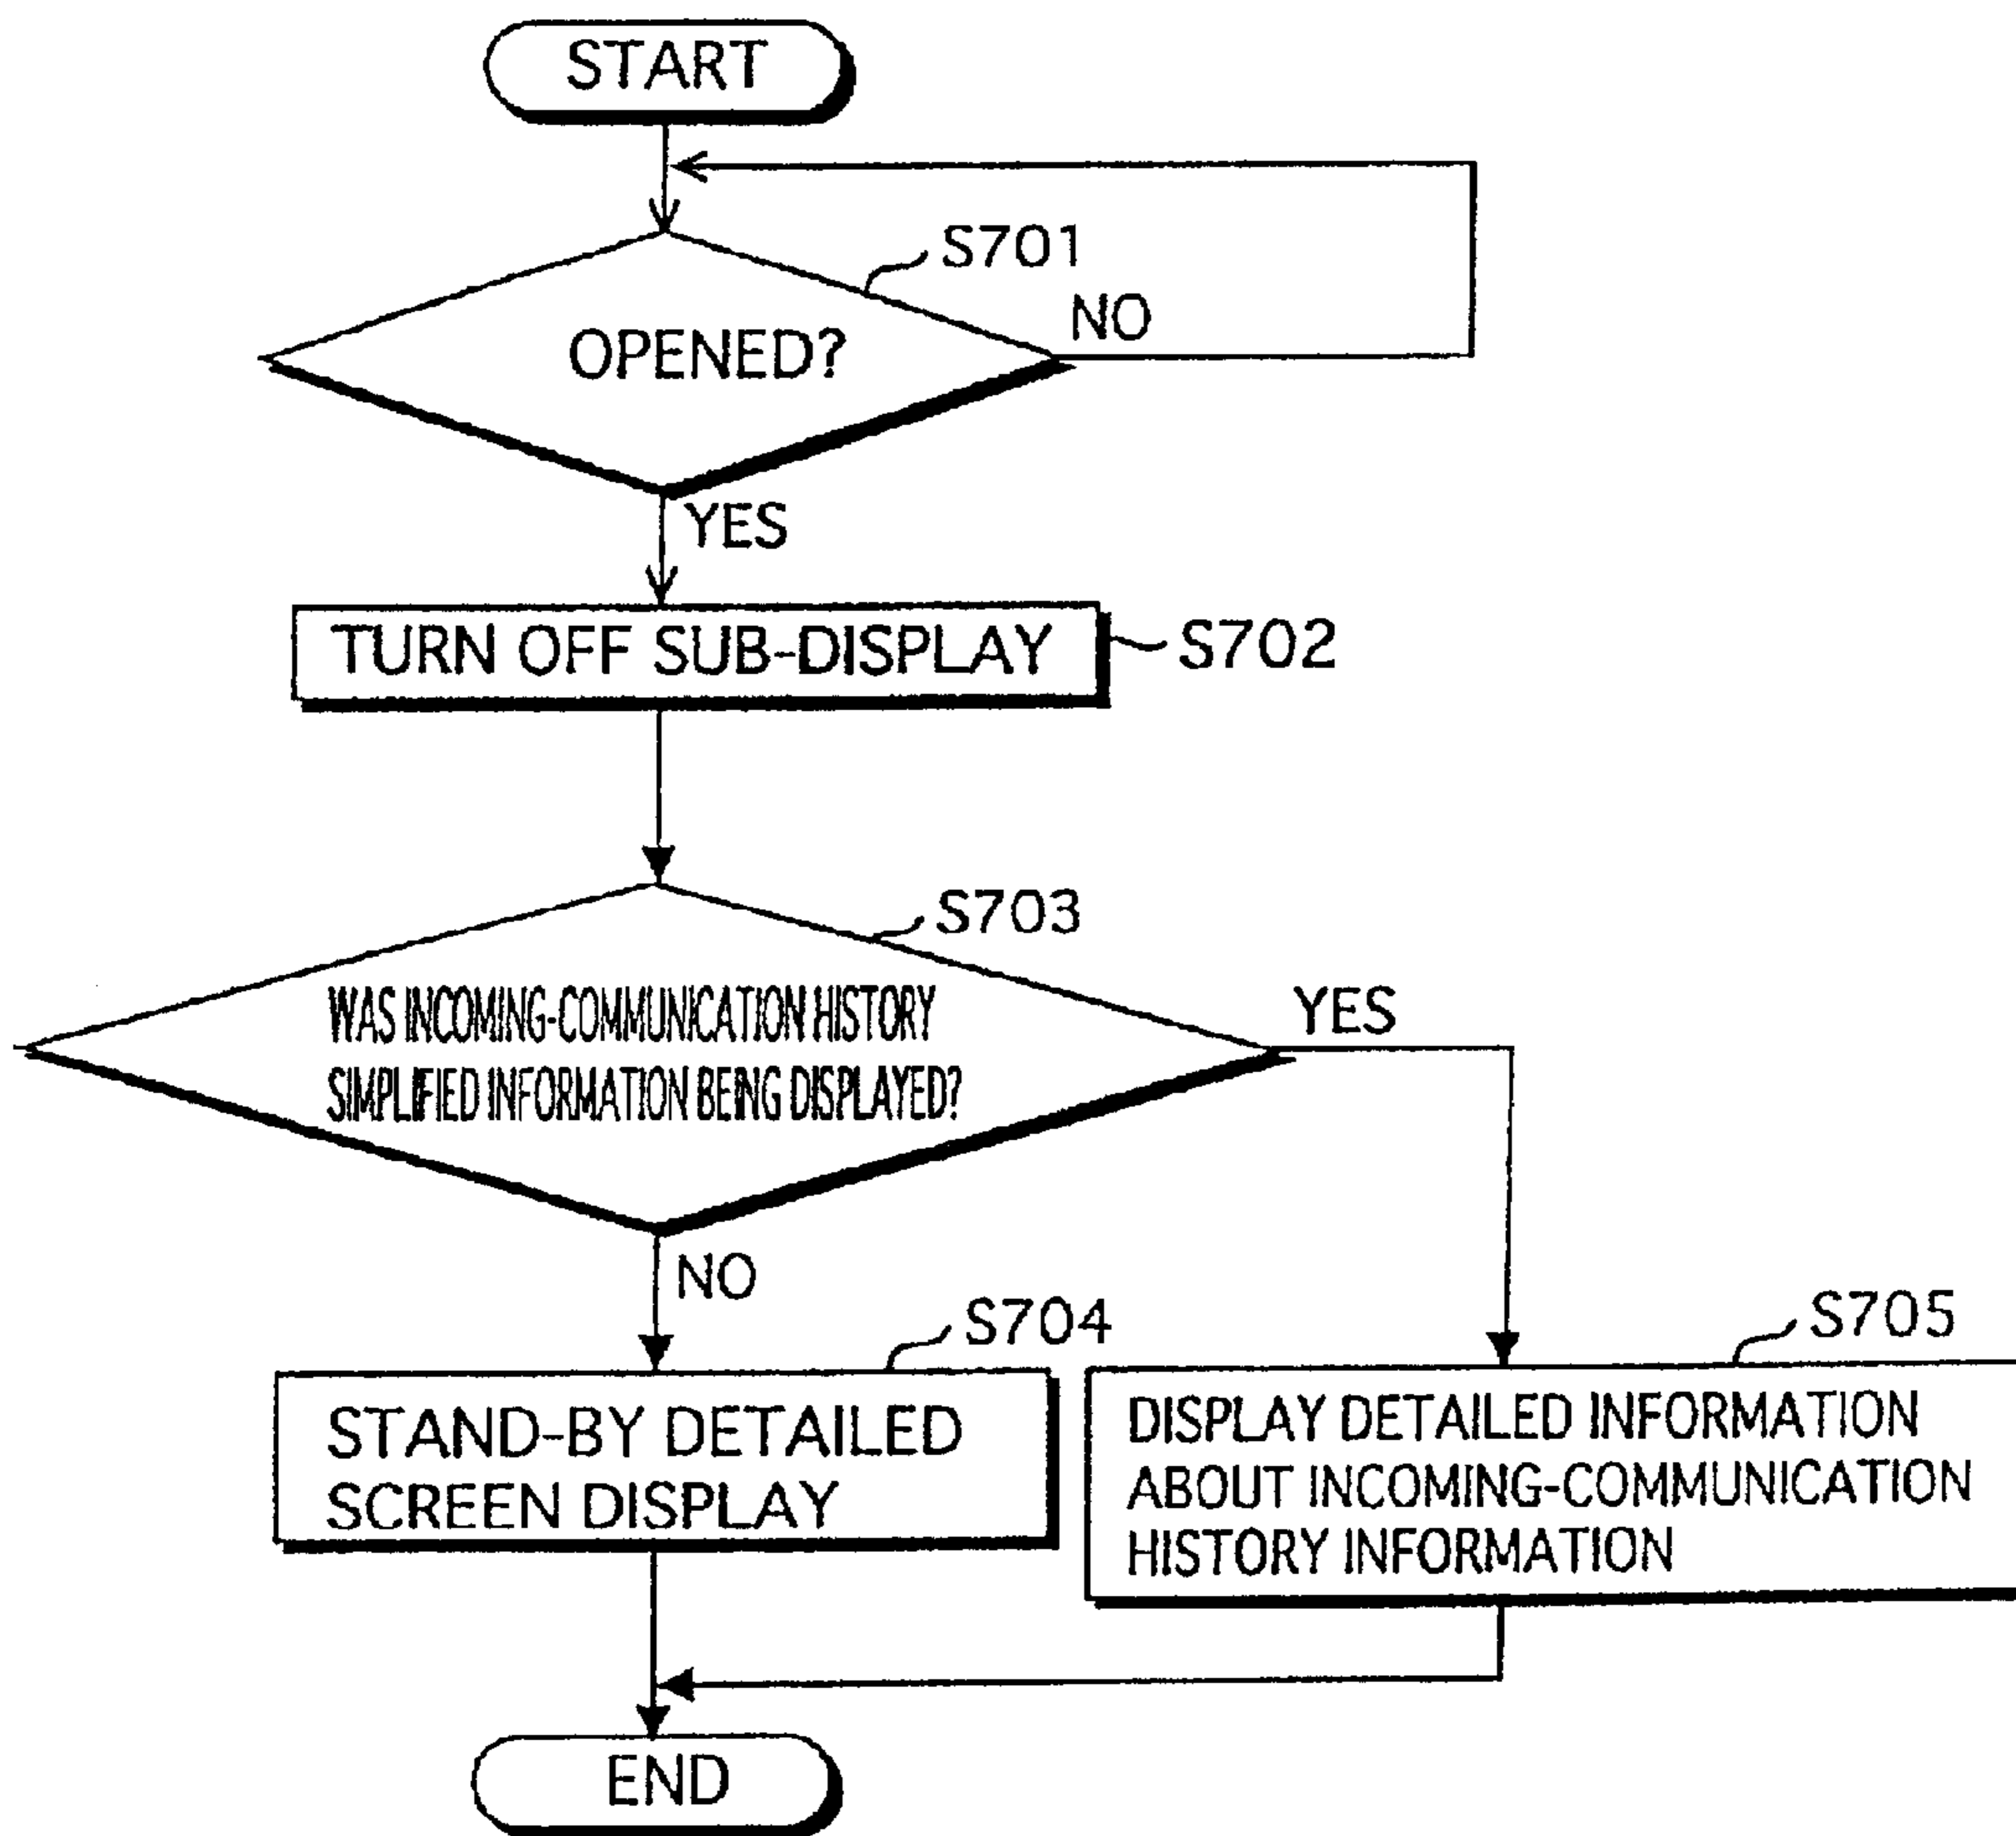 START
S701
OPENED?
NO
YES
TURN OFF SUB-DISPLAY
S702
S703
WAS INCOMING-COMMUNICATION HISTORY
SIMPLIFIED INFORMATION BEING DISPLAYED?
YES
NO
S704
STAND-BY DETAILED
SCREEN DISPLAY
S705
DISPLAY DETAILED INFORMATION
ABOUT INCOMING-COMMUNICATION
HISTORY INFORMATION
END